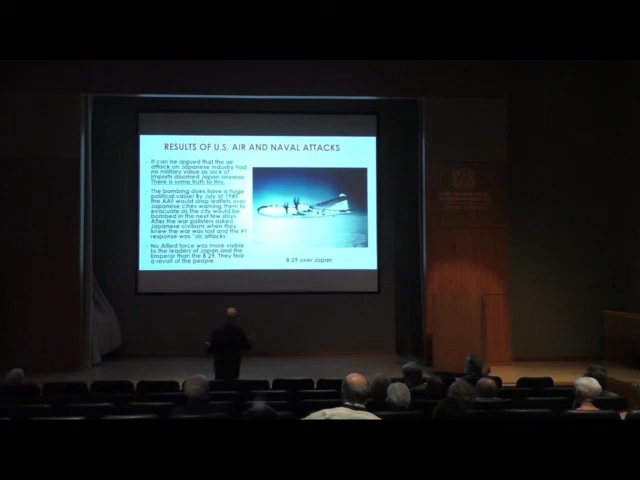 RESULTS OF U.S. AIR AND NAVAL ATTACKS
It can be argued that the air
attack on Japanese industry had
no military value as lack of
imports doomed Japan anyway.
There is some truth to this.
The bombing does have a huge
political value! By July of 1945
the AAF would drop leaflets over
Japanese cities warning them to
evacuate as the city would be
bombed in the next few days.
After the war pollsters asked
Japanese civilians when they
knew the war was lost and the #1
response was "air attacks"
No Allied force was more visible
to the leaders of Japan and the
Emperor than the B 29. They fear
a revolt of the people.
B 29 over Japan